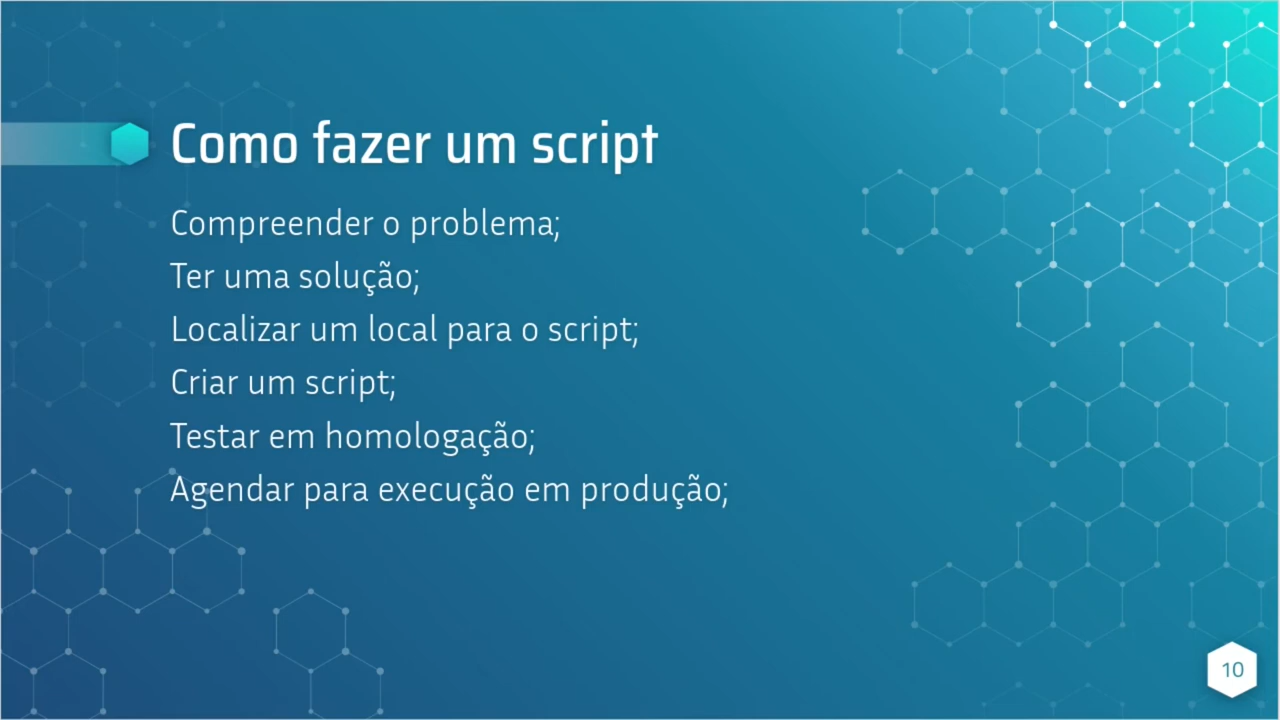 Como fazer um script
Compreender o problema;
Ter uma solução;
Localizar um local para o script;
Criar um script;
Testar em homologação;
Agendar para execução em produção;
10